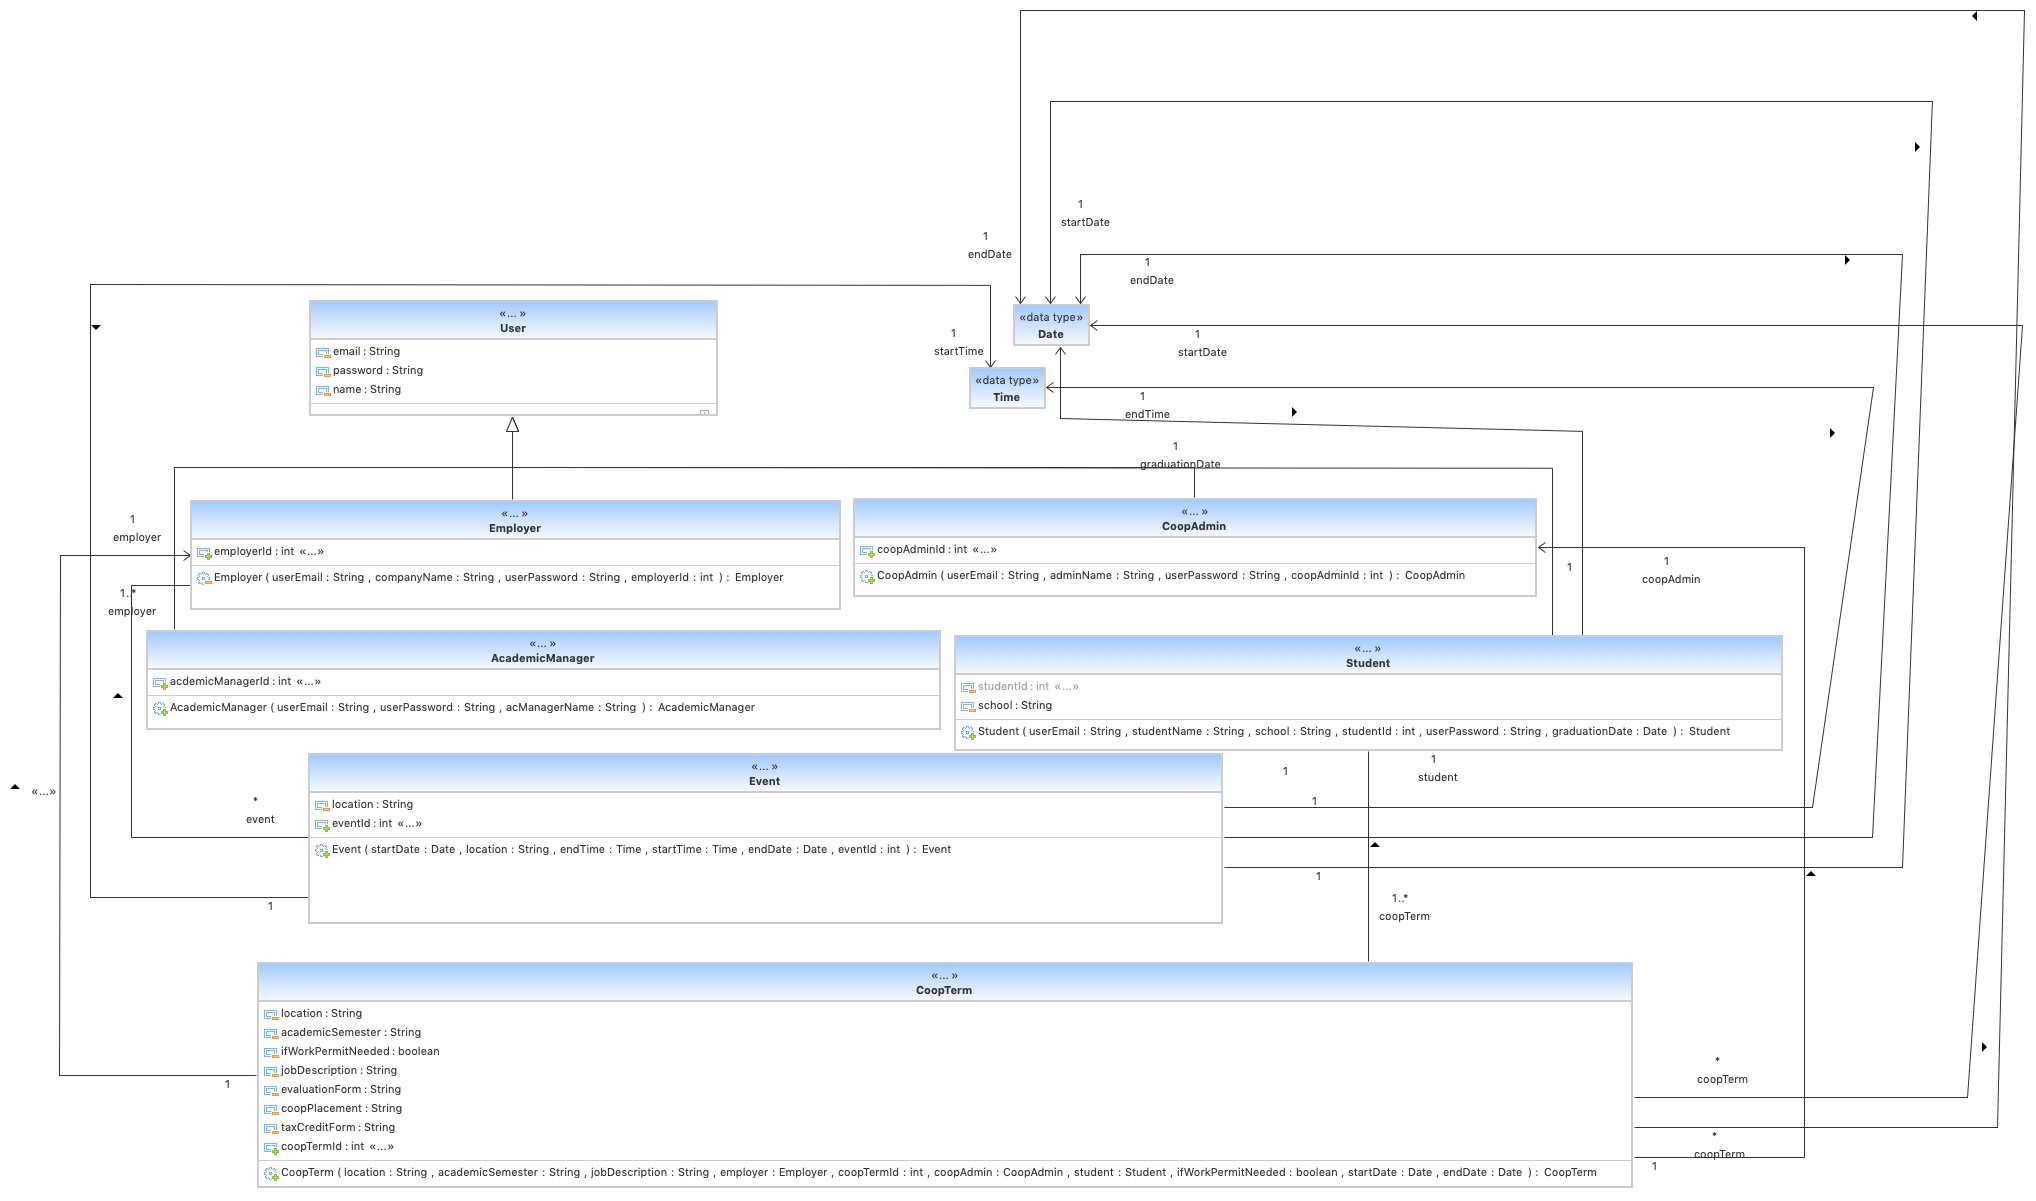 1
startDate
1
endDate
1
endDate
«... »
User
email : String
password : String
name : String
«data type»
Date
1
startTime
1
startDate
«data type»
Time
1
endTime
1
graduationDate
1
employer
«... »
Employer
employerId : int «...»
Employer ( userEmail : String , companyName : String , userPassword : String , employerId : int ) : Employer
«... »
CoopAdmin
coopAdminId : int «...»
CoopAdmin ( userEmail : String , adminName : String , userPassword : String , coopAdminId : int ) : CoopAdmin
1
1
coopAdmin
1..*
employer
«... »
AcademicManager
acdemicManagerId : int «...»
AcademicManager ( userEmail : String , userPassword : String , acManagerName : String ) : AcademicManager
«... »
Student
studentId : int «...»
school : String
Student ( userEmail : String , studentName : String , school : String , studentId : int , userPassword : String , graduationDate : Date ) : Student
«... »
Event
location : String
eventId : int «...»
Event ( startDate : Date , location : String , endTime : Time , startTime : Time , endDate : Date , eventId : int ) : Event
1
1
student
1
«...»
*
event
1
1
1..*
coopTerm
«... »
CoopTerm
location : String
academicSemester : String
ifWorkPermitNeeded : boolean
jobDescription : String
evaluationForm : String
coopPlacement : String
taxCreditForm : String
coopTermId : int «...»
CoopTerm ( location : String , academicSemester : String , jobDescription : String , employer : Employer , coopTermId : int , coopAdmin : CoopAdmin , student : Student , ifWorkPermitNeeded : boolean , startDate : Date , endDate : Date ) : CoopTerm
1
*
coopTerm
*
coopTerm
1